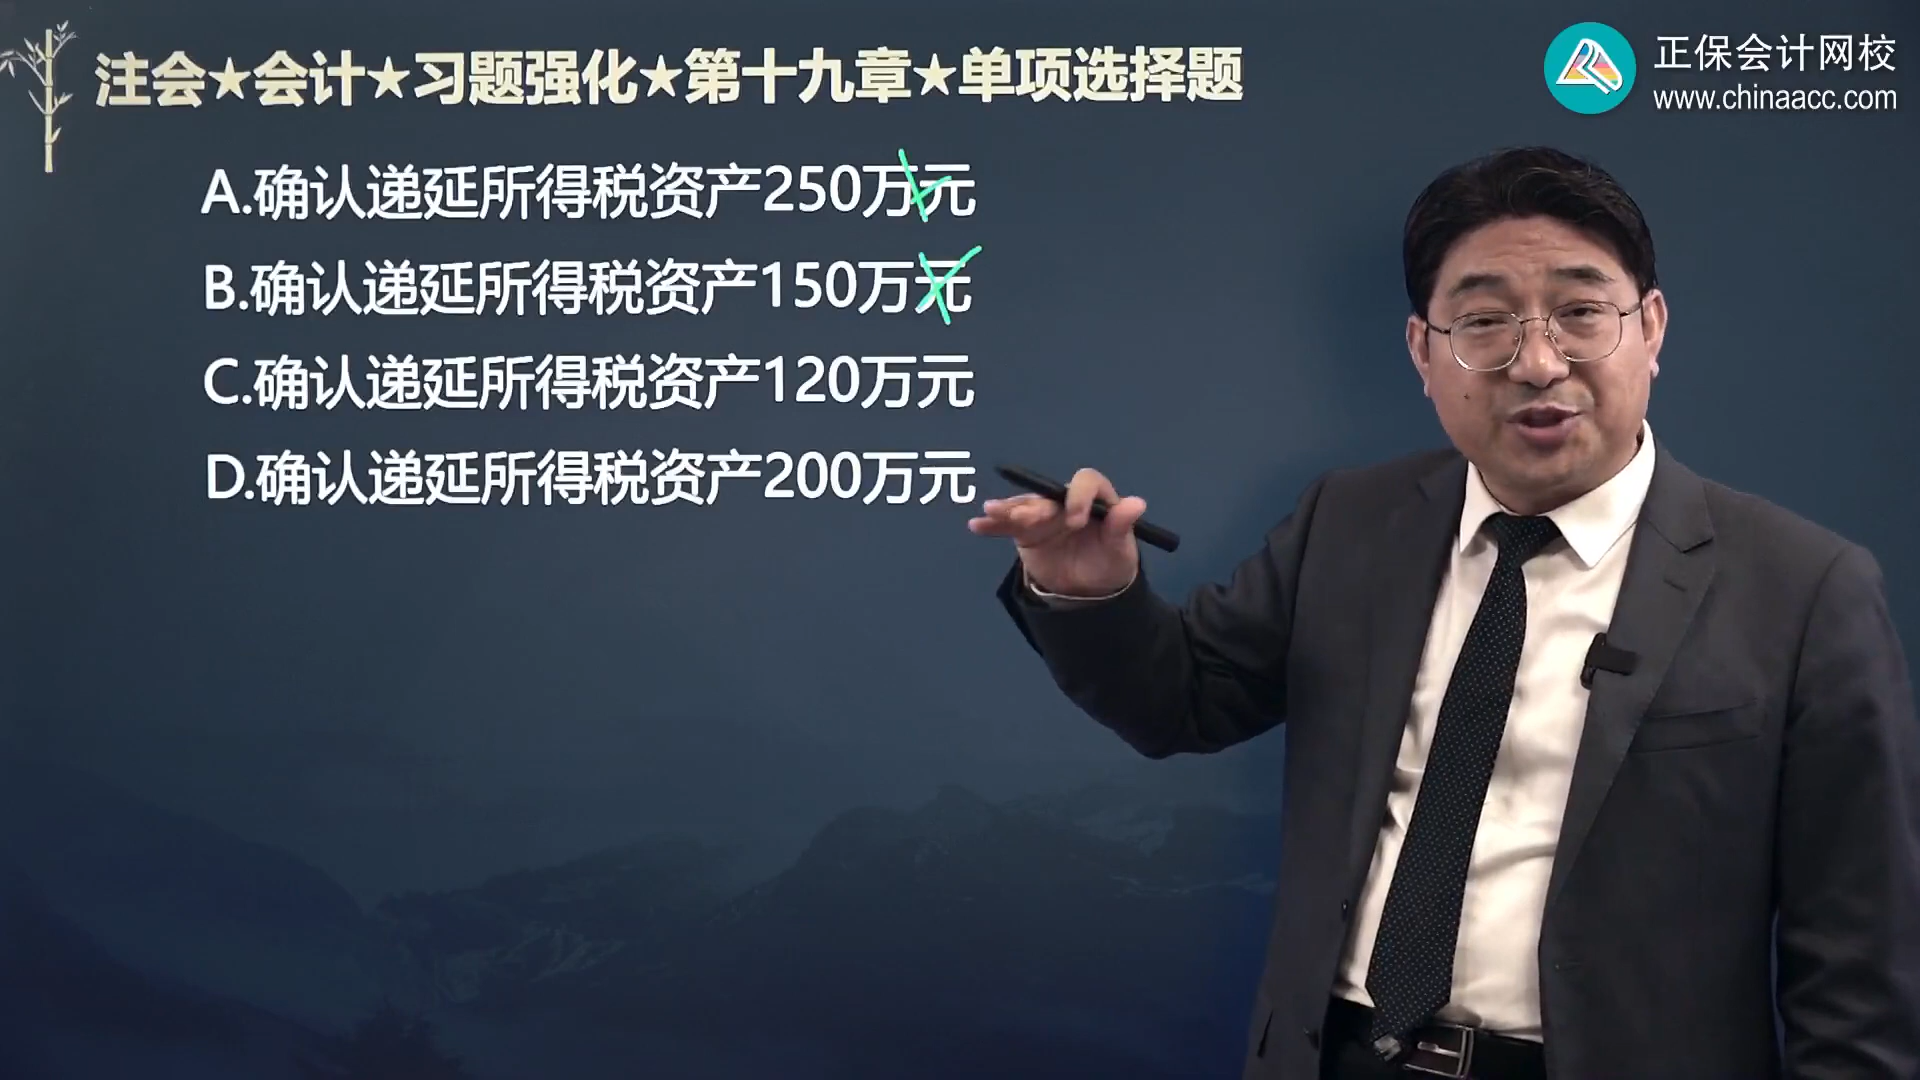 注会★会计★习题强化★第十九章★单项选择题
正保会计网校
www.chinaacc.com
A.确认递延所得税资产250万元
B.确认递延所得税资产150万元
C.确认递延所得税资产120万元
D.确认递延所得税资产200万元